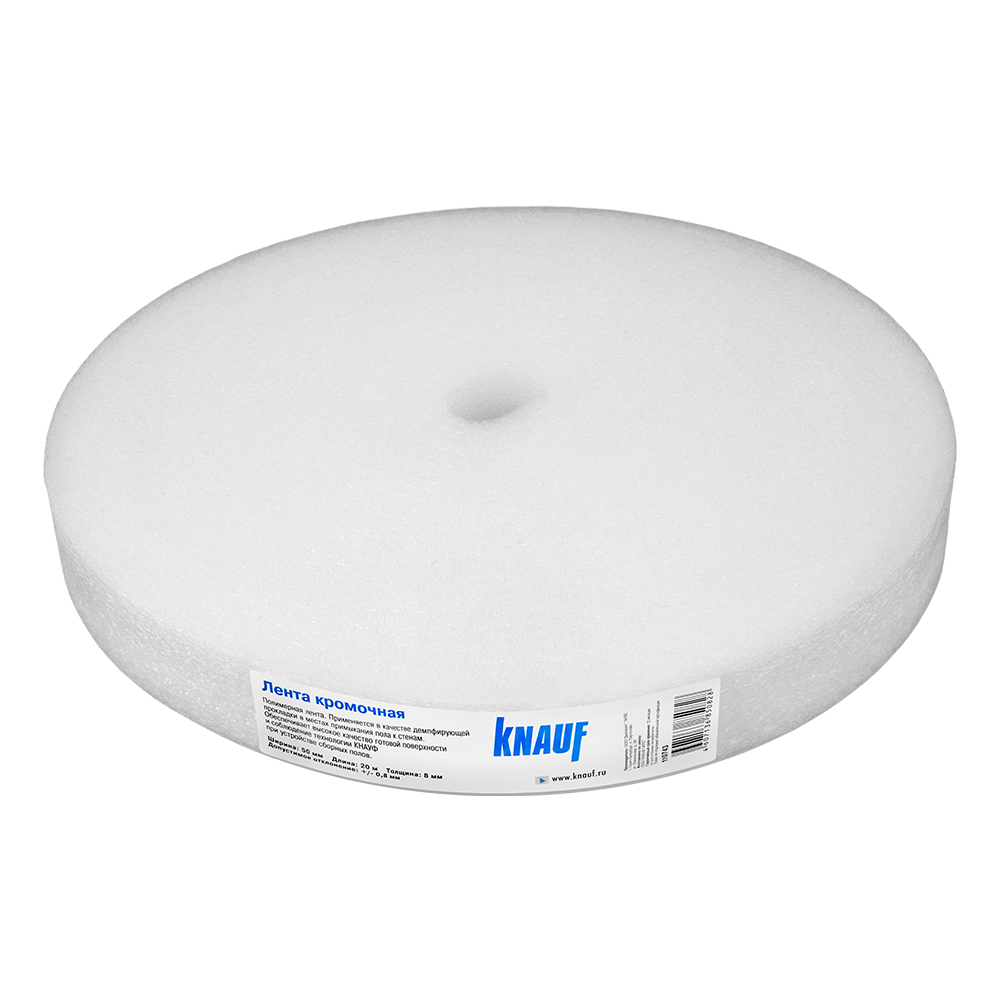 Лента кромочная
Полимерная лента. Применяется в качестве демпфирующей
прокладки в местах примыкания пола к стенам.
Обеспечивает высокое качество готовой поверхности
и соблюдение технологии КНАУФ
при устройстве сборных полов.
Ширина: 50 мм Длина: 20 м Толщина: 8 мм
Допустимое отклонение: +/- 0,8 мм
KNAUF
www.knauf.ru
110743
4607136850828